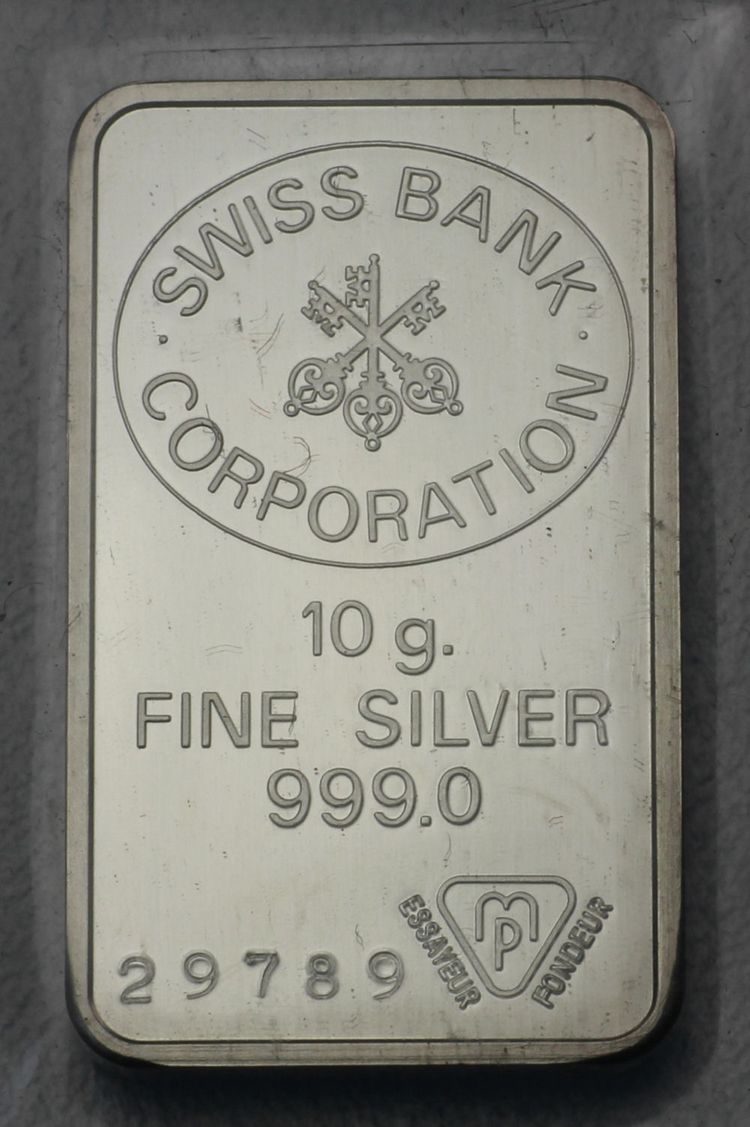 · SWISS BANK ·
CORPORATION
10 g.
FINE SILVER
999.0
29789
MP
ESSAYEUR
FONDEUR